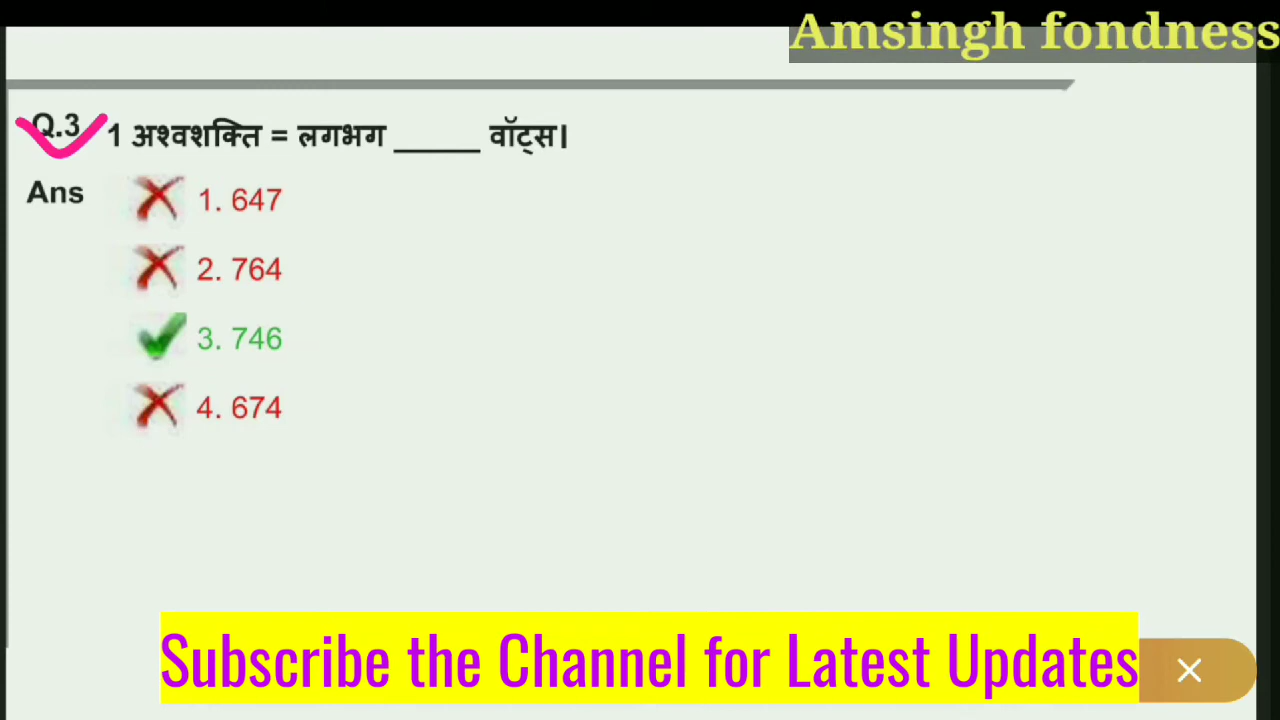 Amsingh fondness
Q.3 1 अश्वशक्ति = लगभग _____ वॉट्स।
Ans 1. 647
2. 764
3. 746
4. 674
Subscribe the Channel for Latest Updates